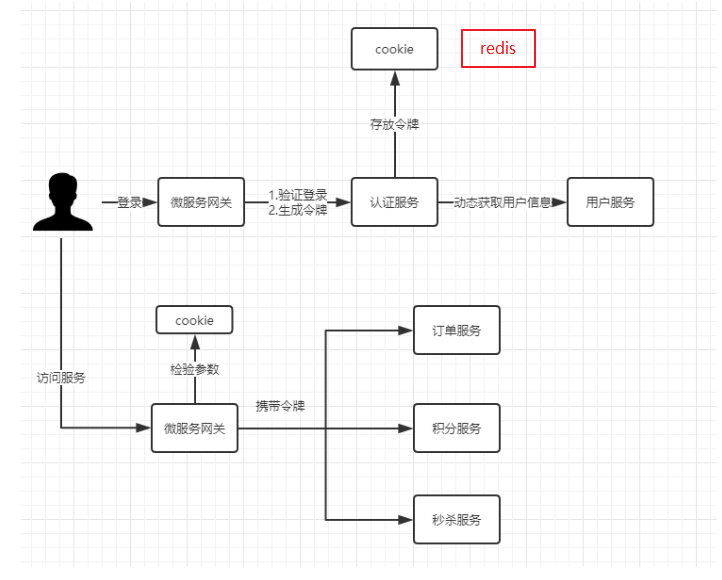 cookie
redis
存放令牌
登录
微服务网关
1.验证登录
2.生成令牌
认证服务
动态获取用户信息
用户服务
cookie
订单服务
检验参数
访问服务
携带令牌
微服务网关
积分服务
秒杀服务